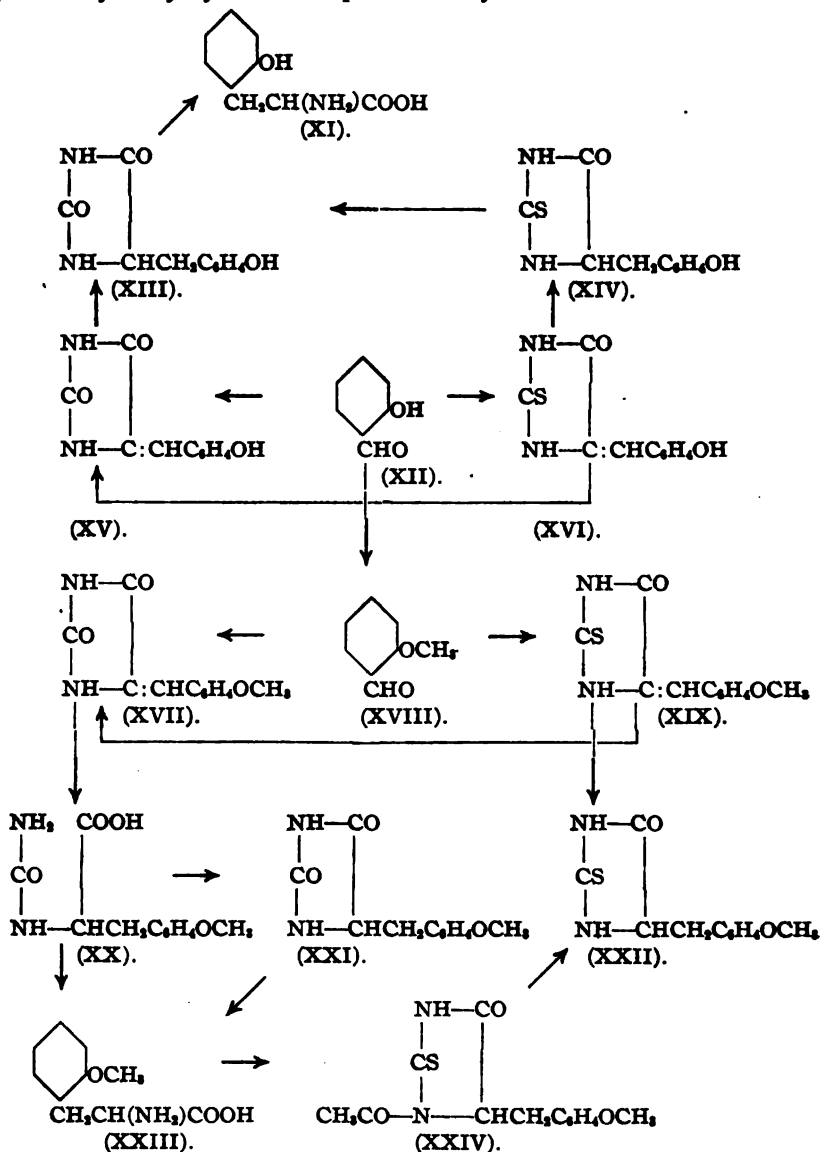 OH
CH₂CH(NH₂)COOH
(XI).
NH—CO NH—CO
CO CS
NH—CHCH₂C₆H₄OH NH—CHCH₂C₆H₄OH
(XIII). (XIV).
NH—CO NH—CO
CO OH CS
NH—C:CHC₆H₄OH CHO NH—C:CHC₆H₄OH
(XII).
(XV). (XVI).
NH—CO NH—CO
CO OCH₃ CS
NH—C:CHC₆H₄OCH₃ CHO NH—C:CHC₆H₄OCH₃
(XVII). (XVIII). (XIX).
NH₂ COOH NH—CO NH—CO
CO CO CS
NH—CHCH₂C₆H₄OCH₃ NH—CHCH₂C₆H₄OCH₃ NH—CHCH₂C₆H₄OCH₃
(XX). (XXI). (XXII).
NH—CO
OCH₃ CS
CH₂CH(NH₂)COOH CH₃CO—N—CHCH₂C₆H₄OCH₃
(XXIII). (XXIV).